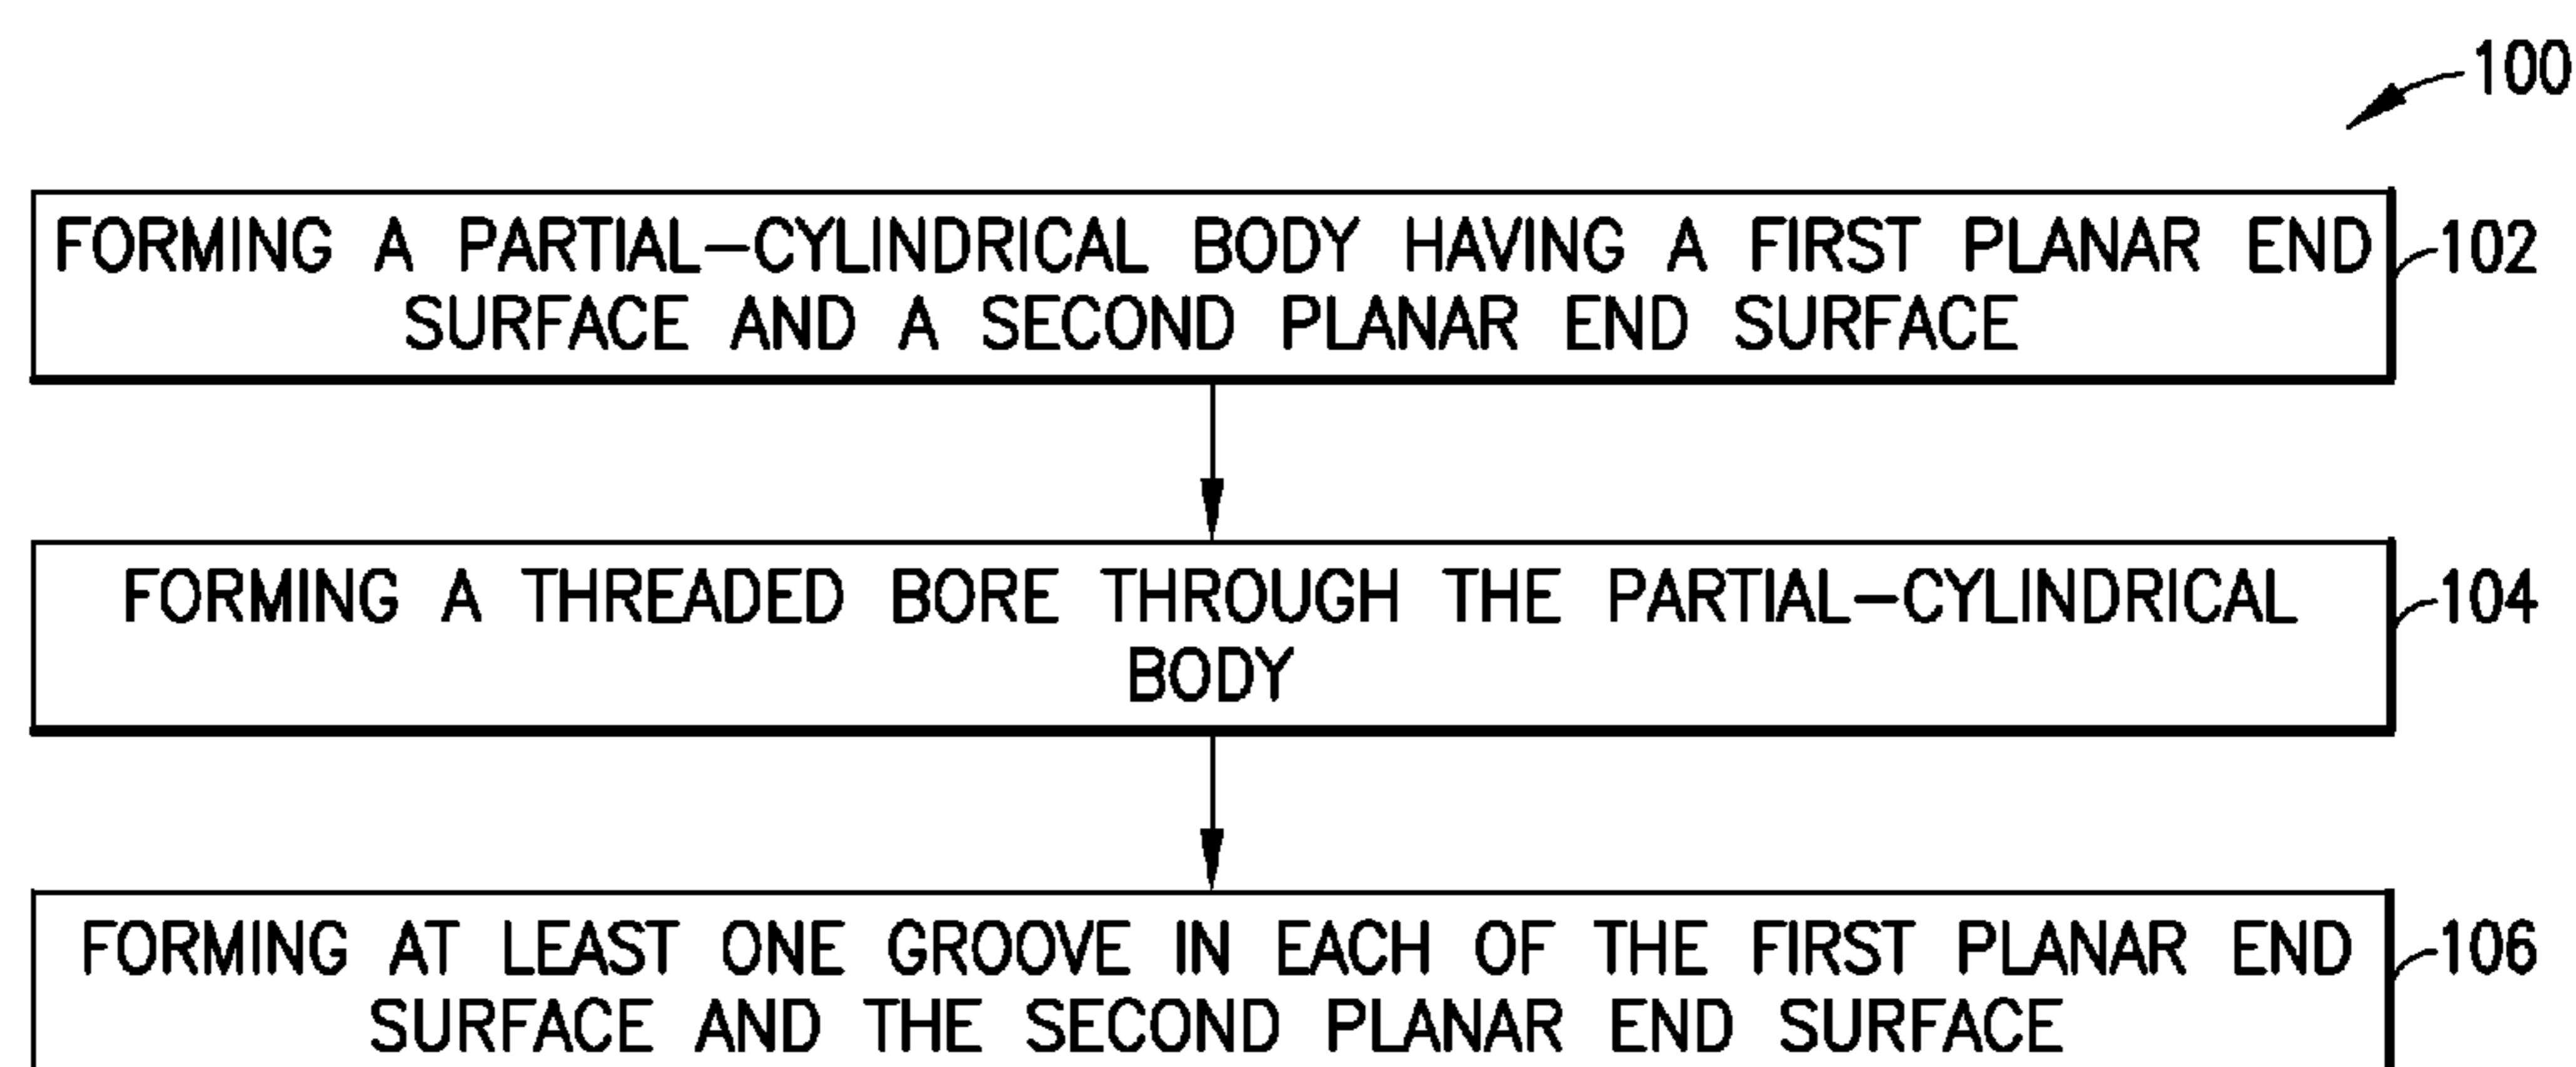 100
FORMING A PARTIAL-CYLINDRICAL BODY HAVING A FIRST PLANAR END
SURFACE AND A SECOND PLANAR END SURFACE
102
FORMING A THREADED BORE THROUGH THE PARTIAL-CYLINDRICAL
BODY
104
FORMING AT LEAST ONE GROOVE IN EACH OF THE FIRST PLANAR END
SURFACE AND THE SECOND PLANAR END SURFACE
106